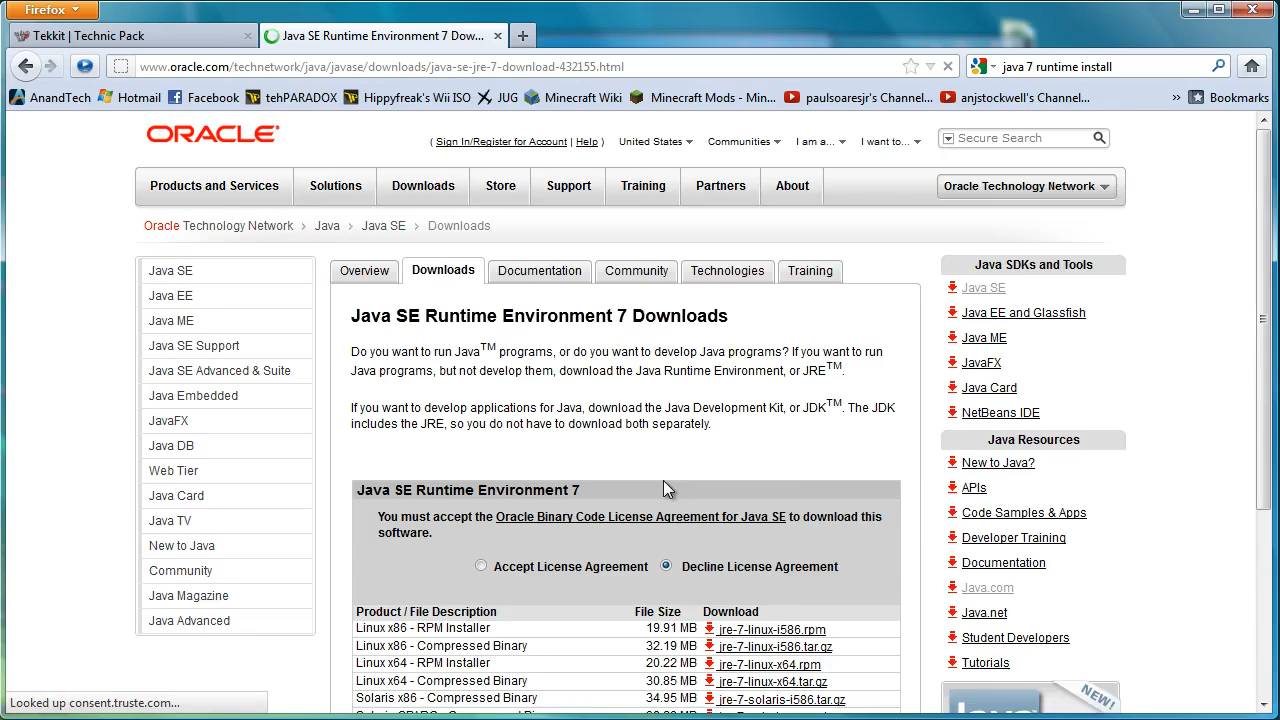 Firefox
Tekkit | Technic Pack
Java SE Runtime Environment 7 Dow...
www.oracle.com/technetwork/java/javase/downloads/java-se-jre-7-download-432155.html
java 7 runtime install
AnandTech Hotmail Facebook tehPARADOX Hippyfreak's Wii ISO JUG Minecraft Wiki Minecraft Mods - Min... paulsoaresjr's Channel... anjstockwell's Channel... » Bookmarks
ORACLE
( Sign In/Register for Account | Help ) United States Communities I am a... I want to... Secure Search
Products and Services Solutions Downloads Store Support Training Partners About Oracle Technology Network
Oracle Technology Network > Java > Java SE > Downloads
Java SE
Java EE
Java ME
Java SE Support
Java SE Advanced & Suite
Java Embedded
JavaFX
Java DB
Web Tier
Java Card
Java TV
New to Java
Community
Java Magazine
Java Advanced
Overview Downloads Documentation Community Technologies Training
Java SE Runtime Environment 7 Downloads
Do you want to run Java™ programs, or do you want to develop Java programs? If you want to run
Java programs, but not develop them, download the Java Runtime Environment, or JRE™.
If you want to develop applications for Java, download the Java Development Kit, or JDK™. The JDK
includes the JRE, so you do not have to download both separately.
Java SE Runtime Environment 7
You must accept the Oracle Binary Code License Agreement for Java SE to download this
software.
Accept License Agreement Decline License Agreement
Product / File Description File Size Download
Linux x86 - RPM Installer 19.91 MB jre-7-linux-i586.rpm
Linux x86 - Compressed Binary 32.19 MB jre-7-linux-i586.tar.gz
Linux x64 - RPM Installer 20.22 MB jre-7-linux-x64.rpm
Linux x64 - Compressed Binary 30.85 MB jre-7-linux-x64.tar.gz
Solaris x86 - Compressed Binary 34.95 MB jre-7-solaris-i586.tar.gz
Java SDKs and Tools
Java SE
Java EE and Glassfish
Java ME
JavaFX
Java Card
NetBeans IDE
Java Resources
New to Java?
APIs
Code Samples & Apps
Developer Training
Documentation
Java.com
Java.net
Student Developers
Tutorials
NEW!
Looked up consent.truste.com...